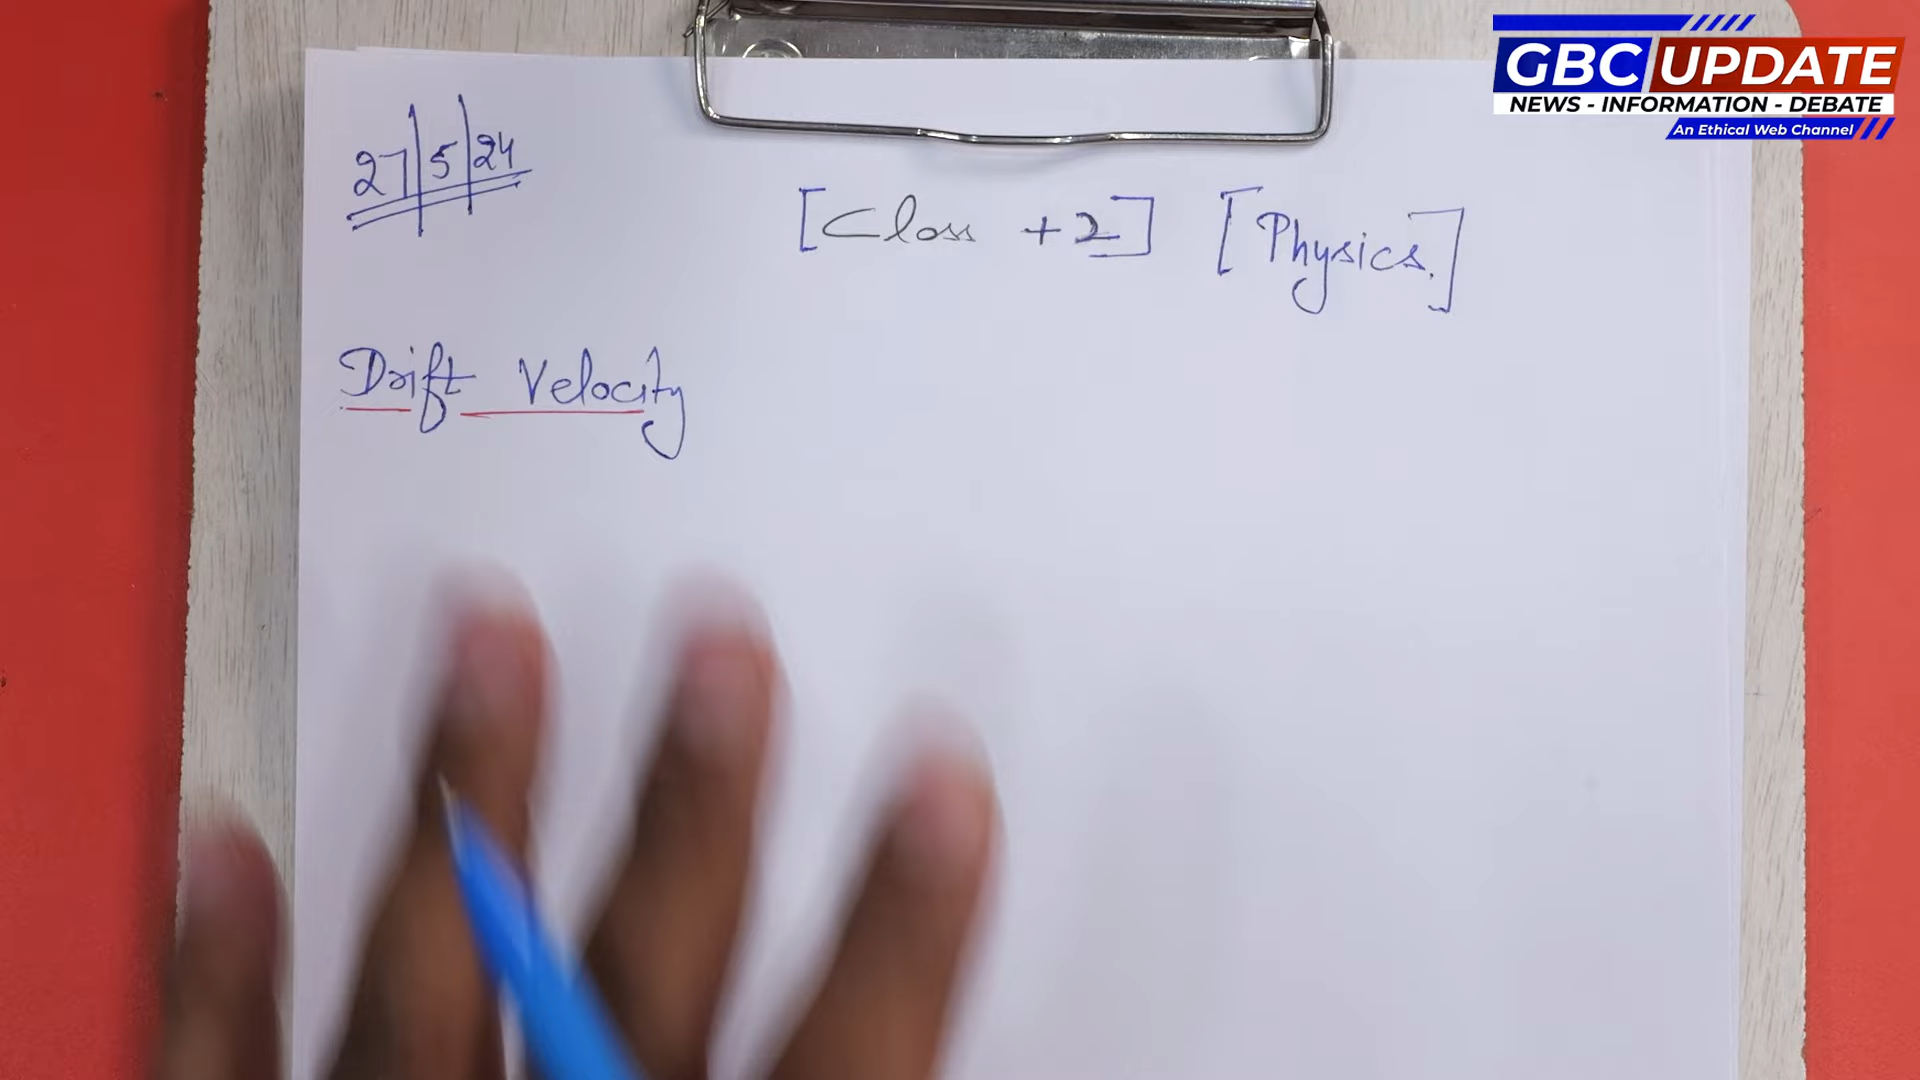 GBC UPDATE
NEWS - INFORMATION - DEBATE
An Ethical Web Channel
27|5|24
[Class +2] [Physics.]
Drift Velocity